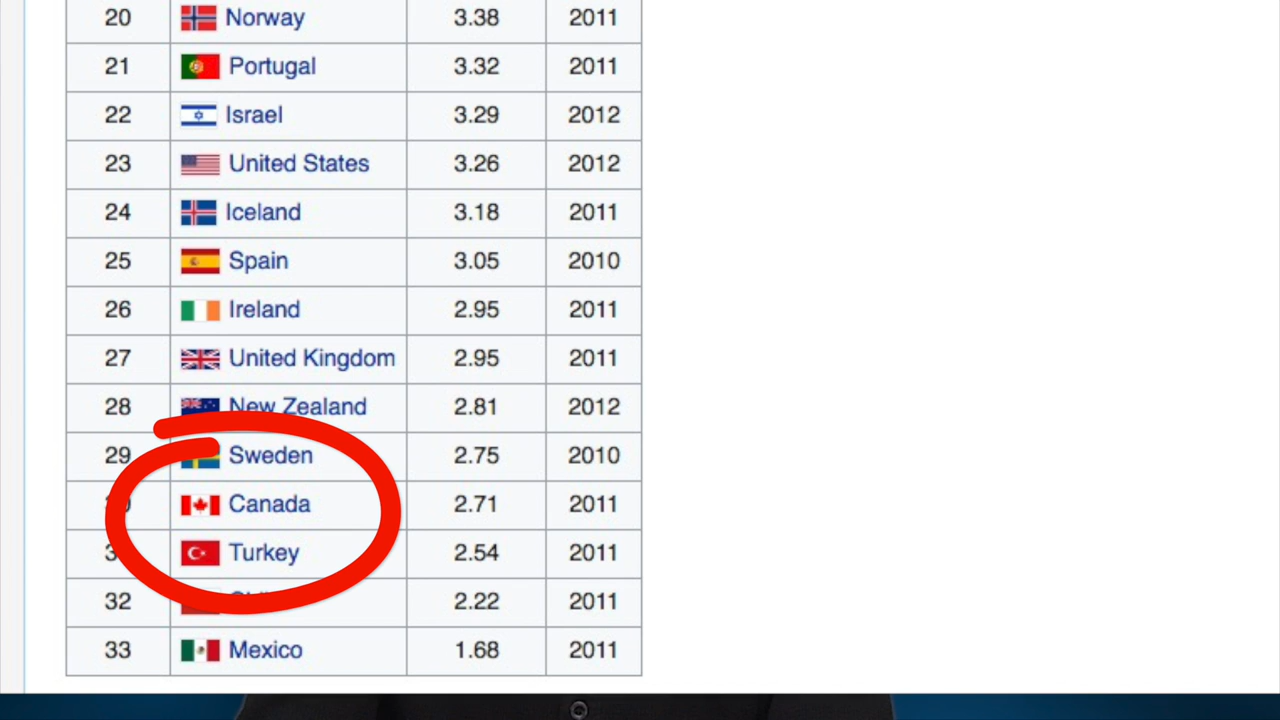 20 Norway 3.38 2011
21 Portugal 3.32 2011
22 Israel 3.29 2012
23 United States 3.26 2012
24 Iceland 3.18 2011
25 Spain 3.05 2010
26 Ireland 2.95 2011
27 United Kingdom 2.95 2011
28 New Zealand 2.81 2012
29 Sweden 2.75 2010
Canada 2.71 2011
Turkey 2.54 2011
32 2.22 2011
33 Mexico 1.68 2011